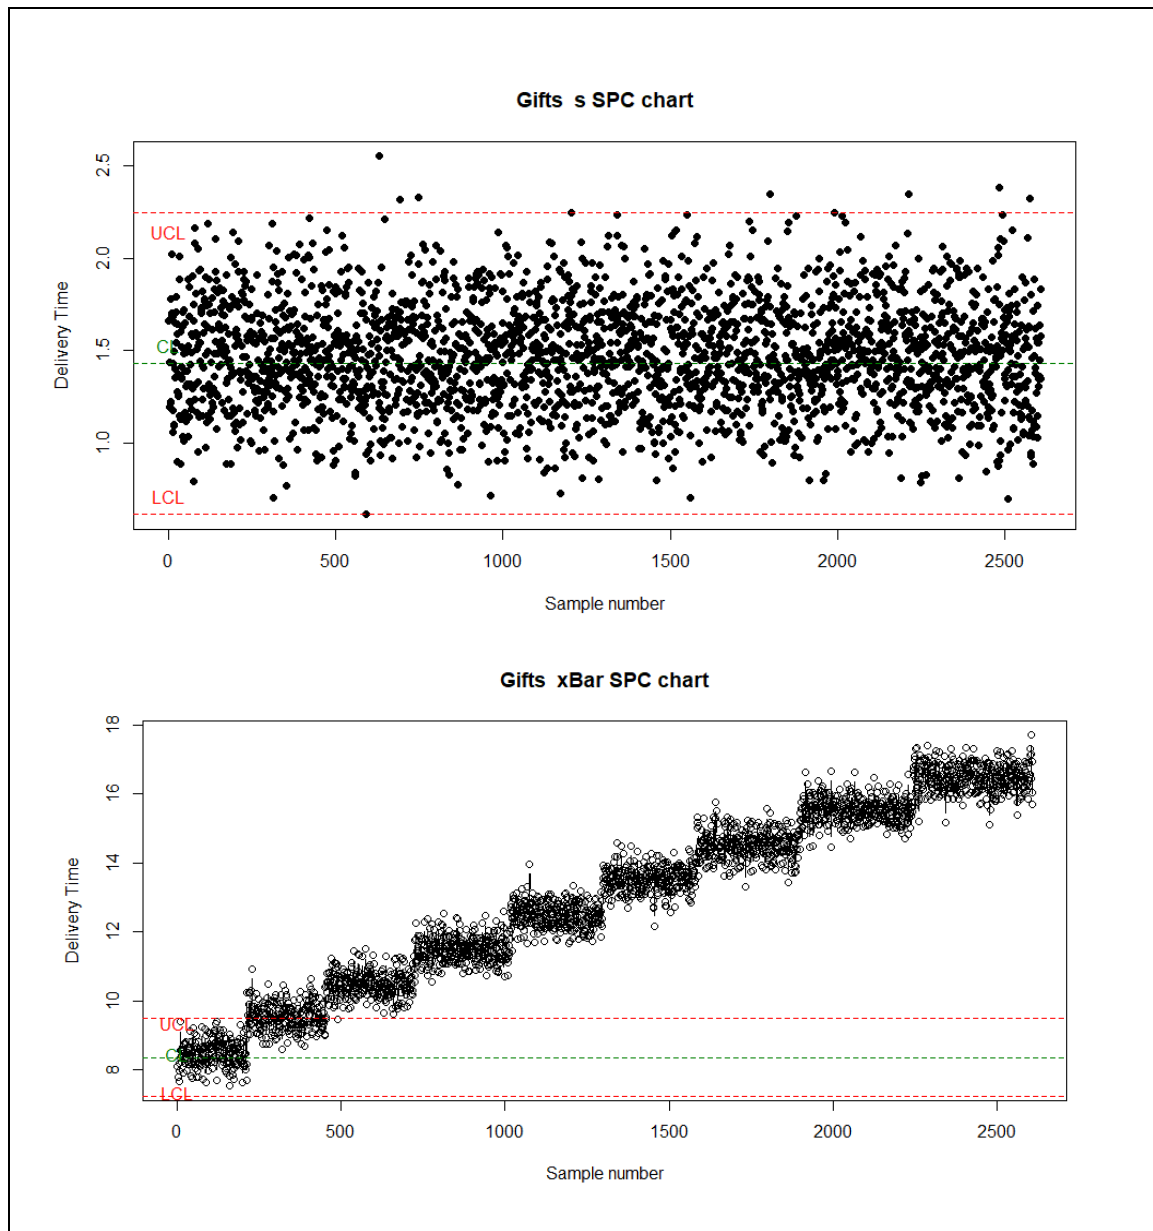 Gifts  s SPC chart
2.5
UCL
2.0
Delivery Time
CL
1.5
1.0
LCL
0 500 1000 1500 2000 2500
Sample number
Gifts  xBar SPC chart
18
16
14
Delivery Time
12
10
UCL
CL
8
LCL
0 500 1000 1500 2000 2500
Sample number